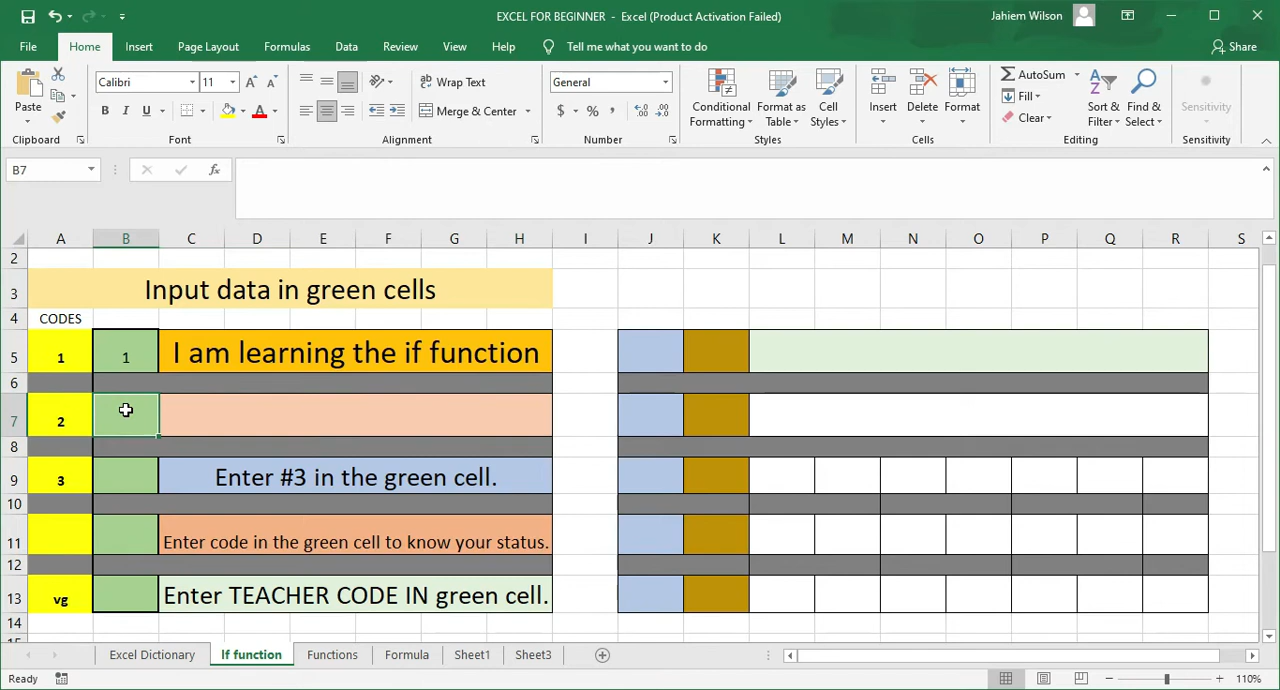 EXCEL FOR BEGINNER - Excel (Product Activation Failed)
Jahiem Wilson
File Home Insert Page Layout Formulas Data Review View Help Tell me what you want to do Share
Calibri 11 A A Wrap Text General AutoSum
Fill
Clear
Paste B I U A Merge & Center $ % , Conditional Formatting Format as Table Cell Styles Insert Delete Format Sort & Filter Find & Select Sensitivity
Clipboard Font Alignment Number Styles Cells Editing Sensitivity
B7 fx
A B C D E F G H I J K L M N O P Q R S
2
3 Input data in green cells
4 CODES
5 1 1 I am learning the if function
6
7 2
8
9 3 Enter #3 in the green cell.
10
11 Enter code in the green cell to know your status.
12
13 vg Enter TEACHER CODE IN green cell.
14
15
Excel Dictionary If function Functions Formula Sheet1 Sheet3
Ready 110%